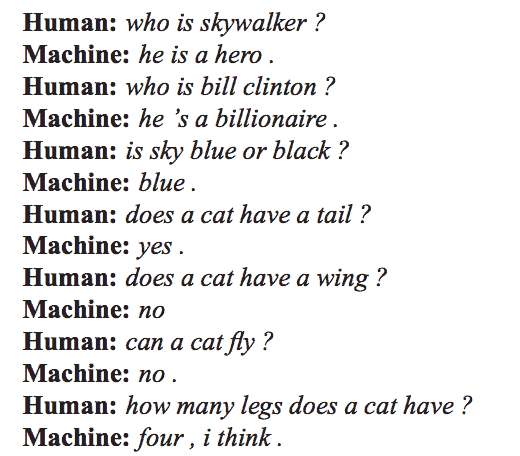 Human: who is skywalker ?
Machine: he is a hero .
Human: who is bill clinton ?
Machine: he ’s a billionaire .
Human: is sky blue or black ?
Machine: blue .
Human: does a cat have a tail ?
Machine: yes .
Human: does a cat have a wing ?
Machine: no
Human: can a cat fly ?
Machine: no .
Human: how many legs does a cat have ?
Machine: four , i think .